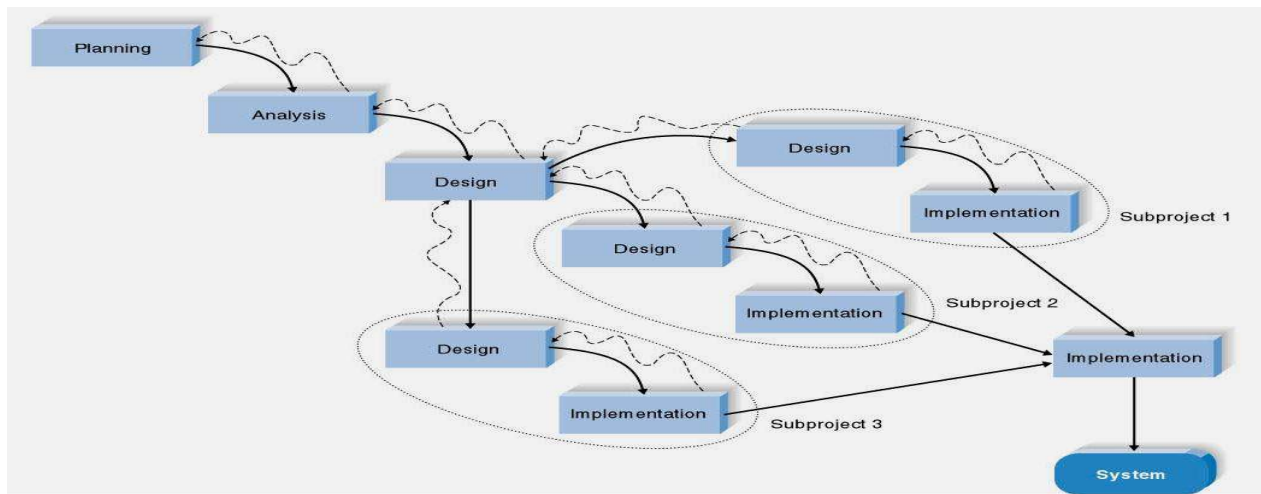 Planning
Analysis
Design
Design
Implementation
Subproject 1
Design
Implementation
Subproject 2
Design
Implementation
Subproject 3
Implementation
System